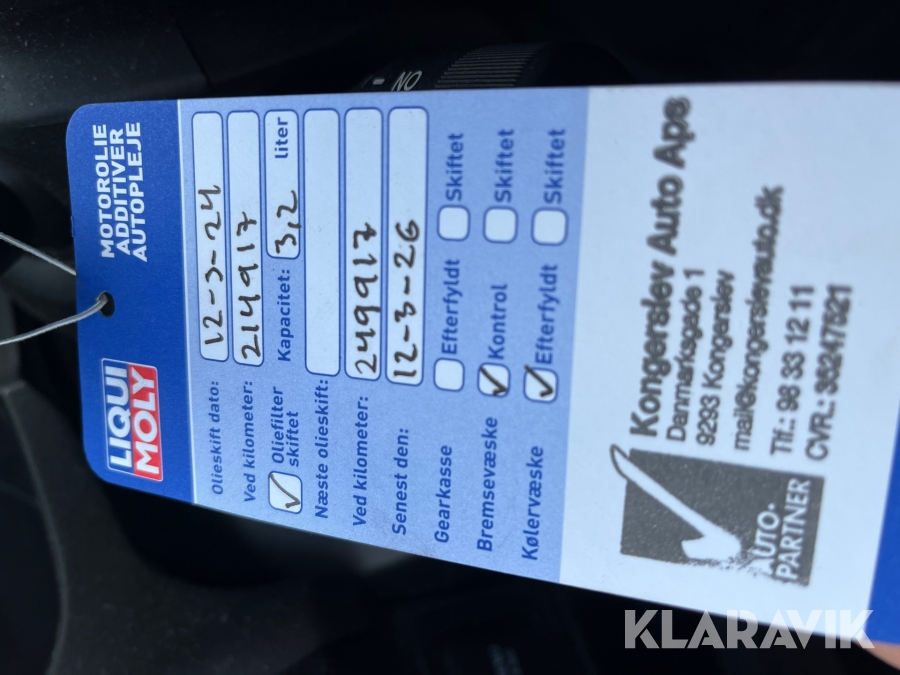 NO
LIQUI
MOLY
MOTOROLIE
ADDITIVER
AUTOPLEJE
Olieskift dato: 12-3-24
Ved kilometer: 214917
Oliefilter skiftet Kapacitet: 3,2 liter
Næste olieskift:
Ved kilometer: 249917
Senest den: 12-3-26
Gearkasse Efterfyldt Skiftet
Bremsevæske Kontrol Skiftet
Kølervæske Efterfyldt Skiftet
AUTO-
PARTNER
Kongerslev Auto Aps
Danmarksgade 1
9293 Kongerslev
mail@kongerslevauto.dk
Tlf.: 98 33 12 11
CVR.: 36247621
KLARAVIK